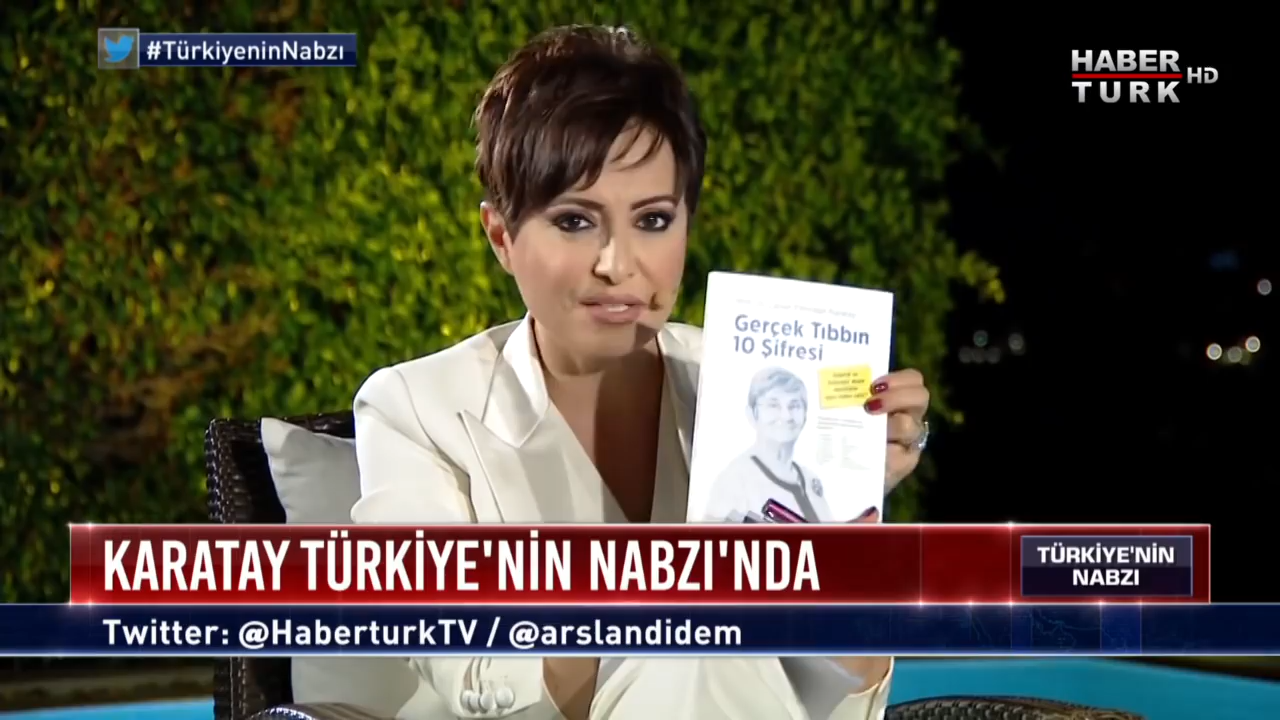 #TürkiyeninNabzı
HABER
TURK HD
Gerçek Tıbbın
10 Şifresi
KARATAY TÜRKİYE'NİN NABZI'NDA
TÜRKİYE'NİN
NABZI
Twitter: @HaberturkTV / @arslandidem